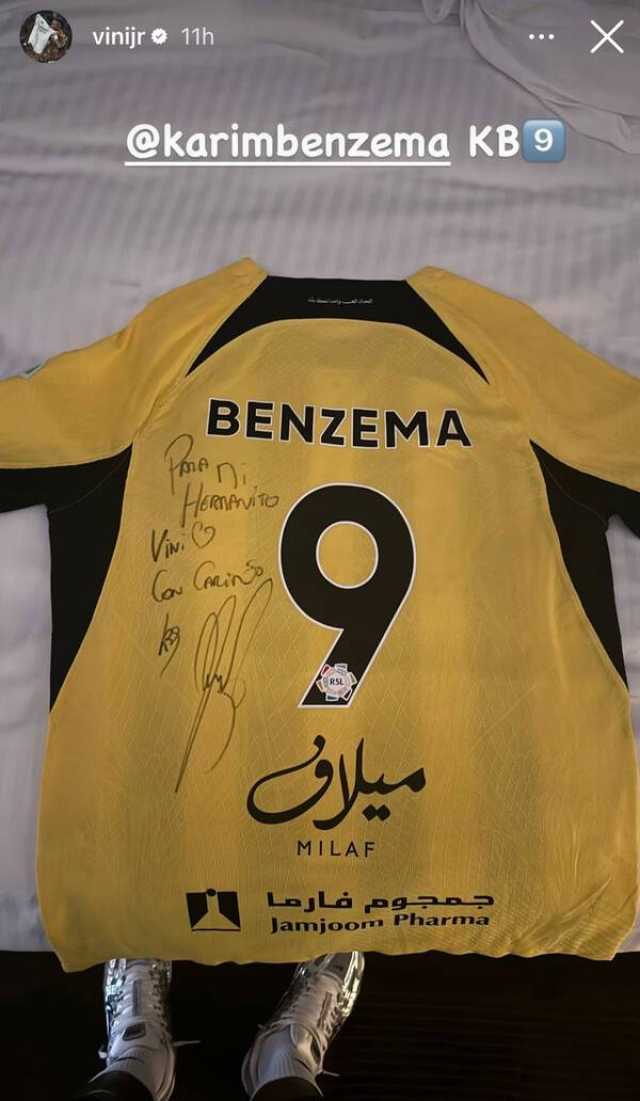 vinijr 11h
@karimbenzema KB9️⃣
BENZEMA
Para Mi
HERMANITO
Vini ♡
Con Cariño
9
RSL
ميلاف
MILAF
جمجوم فارما
Jamjoom Pharma